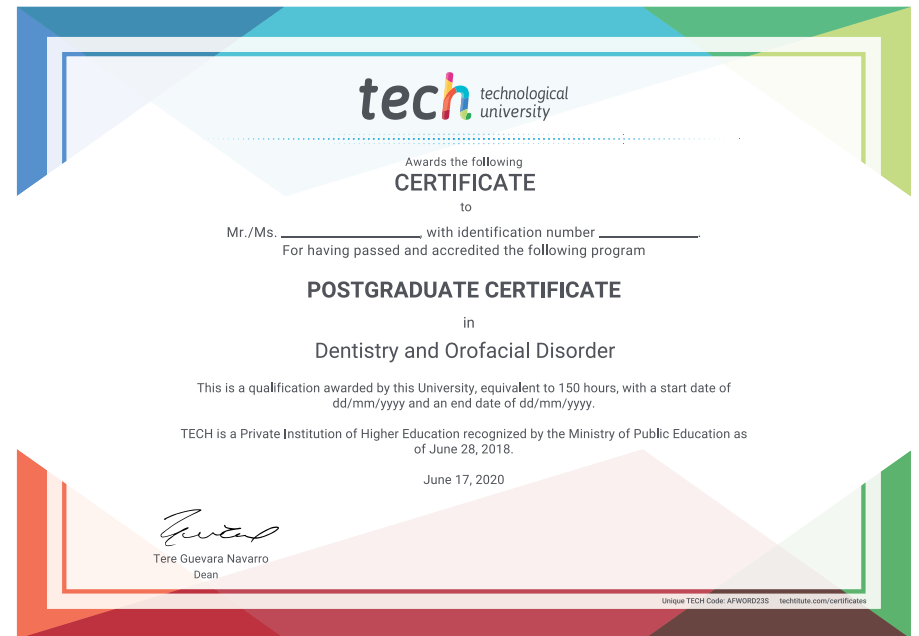 tech technological
university
Awards the following
CERTIFICATE
to
Mr./Ms. ____________________, with identification number ______________.
For having passed and accredited the following program
POSTGRADUATE CERTIFICATE
in
Dentistry and Orofacial Disorder
This is a qualification awarded by this University, equivalent to 150 hours, with a start date of
dd/mm/yyyy and an end date of dd/mm/yyyy.
TECH is a Private Institution of Higher Education recognized by the Ministry of Public Education as
of June 28, 2018.
June 17, 2020
Tere Guevara Navarro
Dean
Unique TECH Code: AFWORD23S techtitute.com/certificates